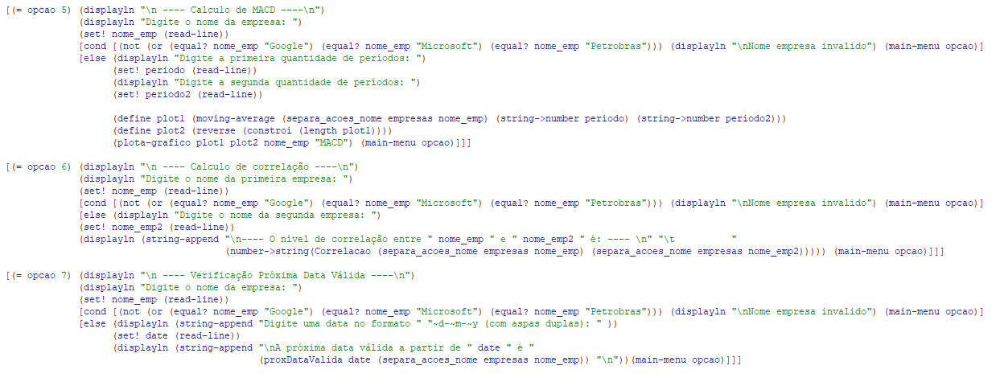 [(= opcao 5) (displayln "\n ---- Calculo de MACD ----\n")
(displayln "Digite o nome da empresa: ")
(set! nome_emp (read-line))
[cond [(not (or (equal? nome_emp "Google") (equal? nome_emp "Microsoft") (equal? nome_emp "Petrobras"))) (displayln "\nNome empresa invalido") (main-menu opcao)]
[else (displayln "Digite a primeira quantidade de períodos: ")
(set! periodo (read-line))
(displayln "Digite a segunda quantidade de períodos: ")
(set! periodo2 (read-line))
(define plot1 (moving-average (separa_acoes_nome empresas nome_emp) (string->number periodo) (string->number periodo2)))
(define plot2 (reverse (constroi (length plot1))))
(plota-grafico plot1 plot2 nome_emp "MACD") (main-menu opcao)]]]
[(= opcao 6) (displayln "\n ---- Calculo de correlação ----\n")
(displayln "Digite o nome da primeira empresa: ")
(set! nome_emp (read-line))
[cond [(not (or (equal? nome_emp "Google") (equal? nome_emp "Microsoft") (equal? nome_emp "Petrobras"))) (displayln "\nNome empresa invalido") (main-menu opcao)]
[else (displayln "Digite o nome da segunda empresa: ")
(set! nome_emp2 (read-line))
(displayln (string-append "\n---- O nível de correlação entre " nome_emp " e " nome_emp2 " é: ---- \n" "\t          "
(number->string(Correlacao (separa_acoes_nome empresas nome_emp) (separa_acoes_nome empresas nome_emp2))))) (main-menu opcao)]]]
[(= opcao 7) (displayln "\n ---- Verificação Próxima Data Válida ----\n")
(displayln "Digite o nome da empresa: ")
(set! nome_emp (read-line))
[cond [(not (or (equal? nome_emp "Google") (equal? nome_emp "Microsoft") (equal? nome_emp "Petrobras"))) (displayln "\nNome empresa invalido") (main-menu opcao)]
[else (displayln (string-append "Digite uma data no formato " "~d-~m-~y (com aspas duplas): " ))
(set! date (read-line))
(displayln (string-append "\nA próxima data válida a partir de " date " é "
(proxDataValida date (separa_acoes_nome empresas nome_emp)) "\n"))(main-menu opcao)]]]